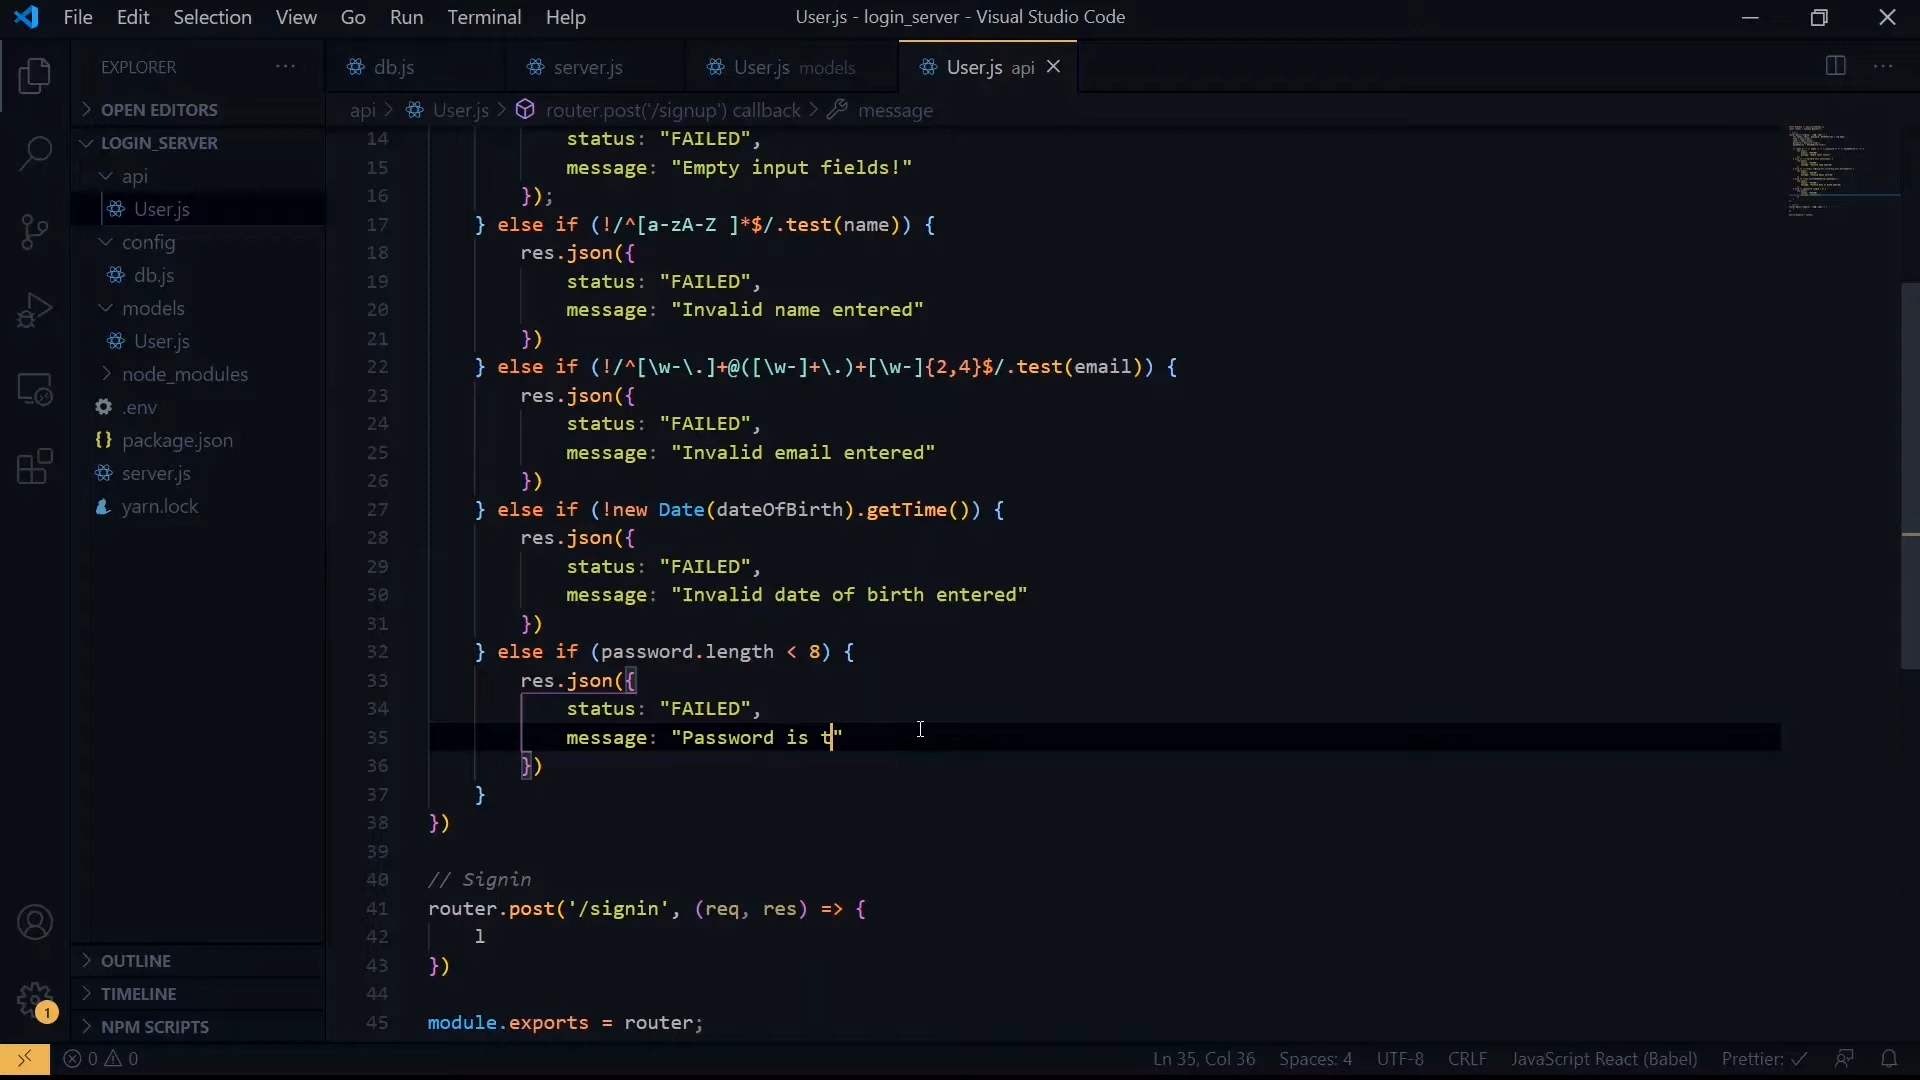 File Edit Selection View Go Run Terminal Help User.js - login_server - Visual Studio Code
EXPLORER
OPEN EDITORS
LOGIN_SERVER
api
User.js
config
db.js
models
User.js
node_modules
.env
package.json
server.js
yarn.lock
OUTLINE
TIMELINE
NPM SCRIPTS
1
db.js server.js User.js models User.js api
api > User.js > router.post('/signup') callback > message
14 status: "FAILED",
15 message: "Empty input fields!"
16 });
17 } else if (!/^[a-zA-Z ]*$/.test(name)) {
18 res.json({
19 status: "FAILED",
20 message: "Invalid name entered"
21 })
22 } else if (!/^[\w-\.]+@([\w-]+\.)+[\w-]{2,4}$/.test(email)) {
23 res.json({
24 status: "FAILED",
25 message: "Invalid email entered"
26 })
27 } else if (!new Date(dateOfBirth).getTime()) {
28 res.json({
29 status: "FAILED",
30 message: "Invalid date of birth entered"
31 })
32 } else if (password.length < 8) {
33 res.json({
34 status: "FAILED",
35 message: "Password is t"
36 })
37 }
38 })
39
40 // Signin
41 router.post('/signin', (req, res) => {
42 l
43 })
44
45 module.exports = router;
0 0 Ln 35, Col 36 Spaces: 4 UTF-8 CRLF JavaScript React (Babel) Prettier: ✓